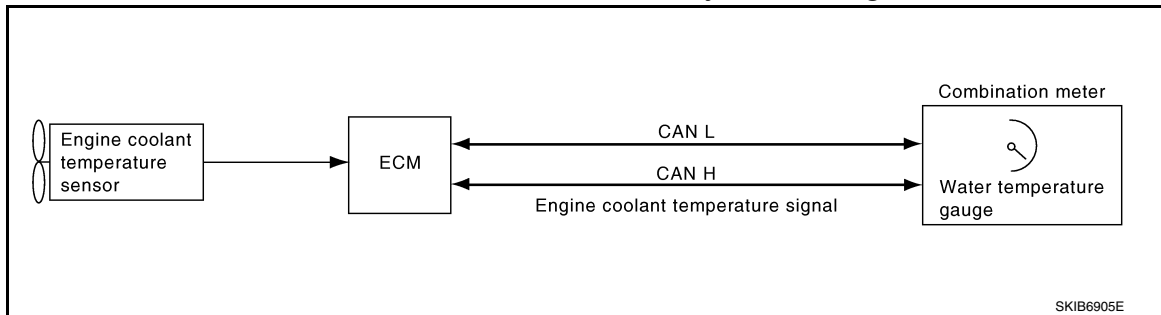 Engine coolant
temperature
sensor
ECM
CAN L
CAN H
Engine coolant temperature signal
Combination meter
Water temperature
gauge
SKIB6905E